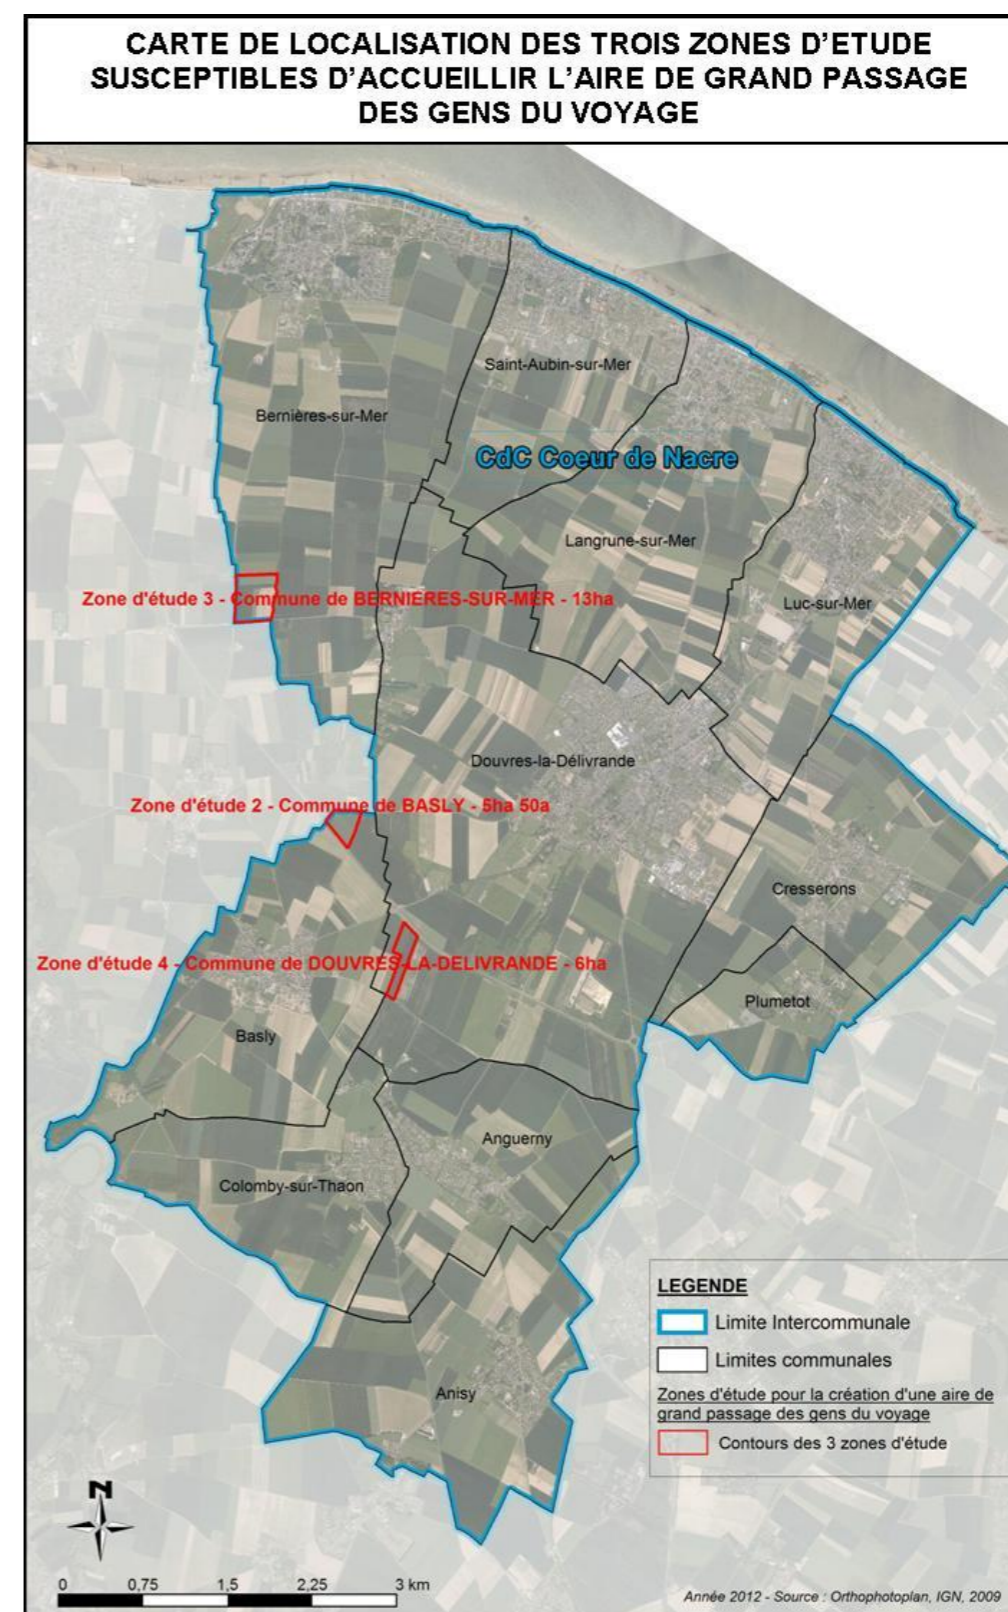 CARTE DE LOCALISATION DES TROIS ZONES D'ETUDE
SUSCEPTIBLES D'ACCUEILLIR L'AIRE DE GRAND PASSAGE
DES GENS DU VOYAGE
Saint-Aubin-sur-Mer
Bernières-sur-Mer
CdC Coeur de Nacre
Langrune-sur-Mer
Zone d'étude 3 - Commune de BERNIERES-SUR-MER - 13ha
Luc-sur-Mer
Douvres-la-Délivrande
Zone d'étude 2 - Commune de BASLY - 5ha 50a
Cresserons
Zone d'étude 4 - Commune de DOUVRES-LA-DELIVRANDE - 6ha
Plumetot
Basly
Anguerny
Colomby-sur-Thaon
LEGENDE
Limite Intercommunale
Limites communales
Zones d'étude pour la création d'une aire de
grand passage des gens du voyage
Contours des 3 zones d'étude
Anisy
N
0 0,75 1,5 2,25 3 km
Année 2012 - Source : Orthophotoplan, IGN, 2009